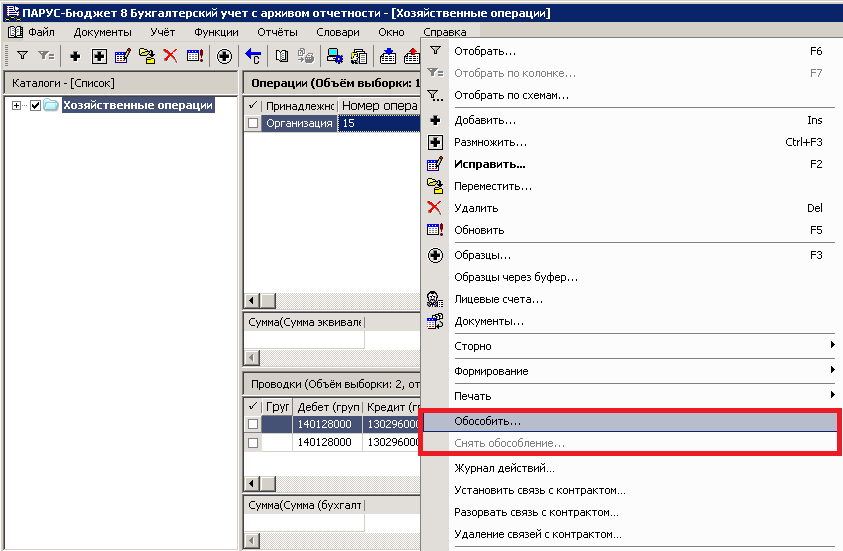 ПАРУС-Бюджет 8 Бухгалтерский учет с архивом отчетности - [Хозяйственные операции]
Файл Документы Учёт Функции Отчёты Словари Окно Справка
Каталоги - [Список]
Хозяйственные операции
Операции (Объём выборки: 1
Принадлежно Номер опера
Организация 15
Сумма(Сумма эквивале
Проводки (Объём выборки: 2, от
Груг Дебет (груп Кредит (г
140128000 13029600
140128000 13029600
Сумма(Сумма (бухгалт
Отобрать... F6
Отобрать по колонке... F7
Отобрать по схемам...
Добавить... Ins
Размножить... Ctrl+F3
Исправить... F2
Переместить...
Удалить Del
Обновить F5
Образцы... F3
Образцы через буфер...
Лицевые счета...
Документы...
Сторно
Формирование
Печать
Обособить...
Снять обособление...
Журнал действий...
Установить связь с контрактом...
Разорвать связь с контрактом...
Удаление связей с контрактом...